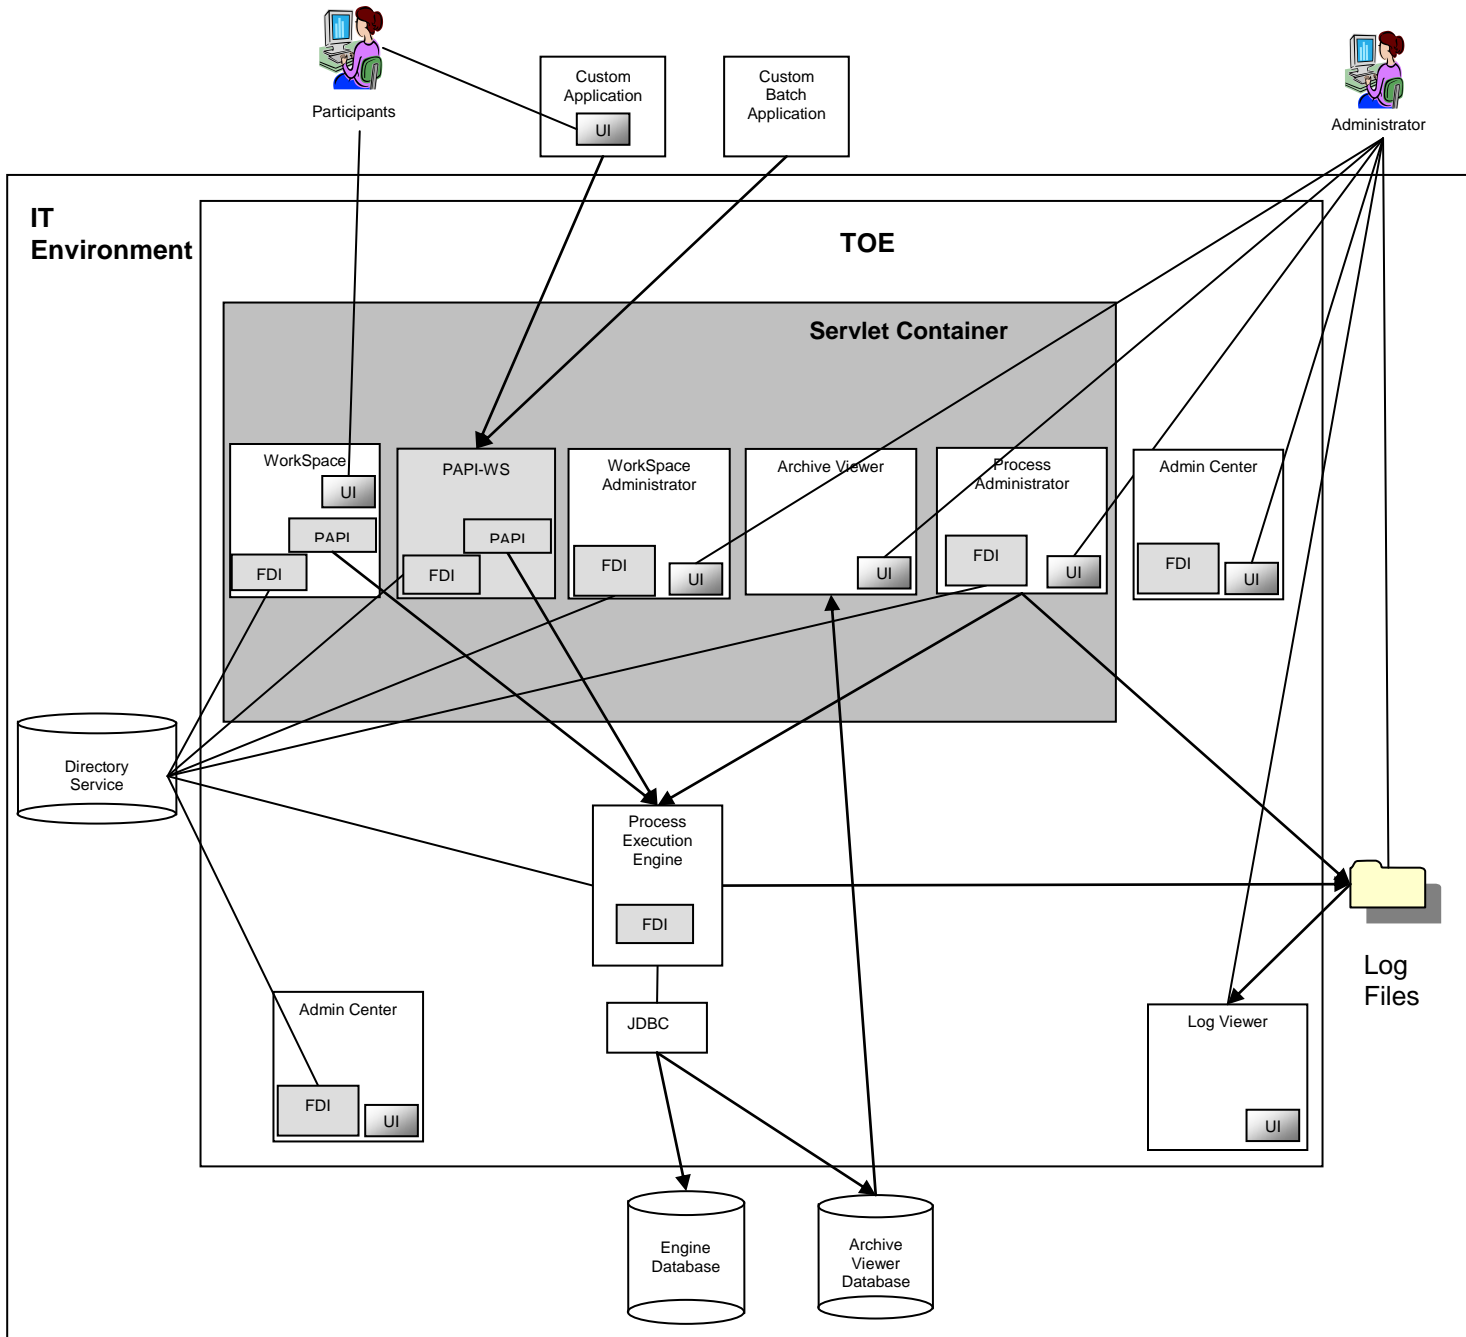 Participants
Custom
Application
UI
Custom
Batch
Application
Administrator
IT
Environment
TOE
Servlet Container
WorkSpace
UI
PAPI
FDI
PAPI-WS
PAPI
FDI
WorkSpace
Administrator
FDI
UI
Archive Viewer
UI
Process
Administrator
FDI
UI
Admin Center
FDI
UI
Directory
Service
Process
Execution
Engine
FDI
JDBC
Log
Files
Admin Center
FDI
UI
Log Viewer
UI
Engine
Database
Archive
Viewer
Database